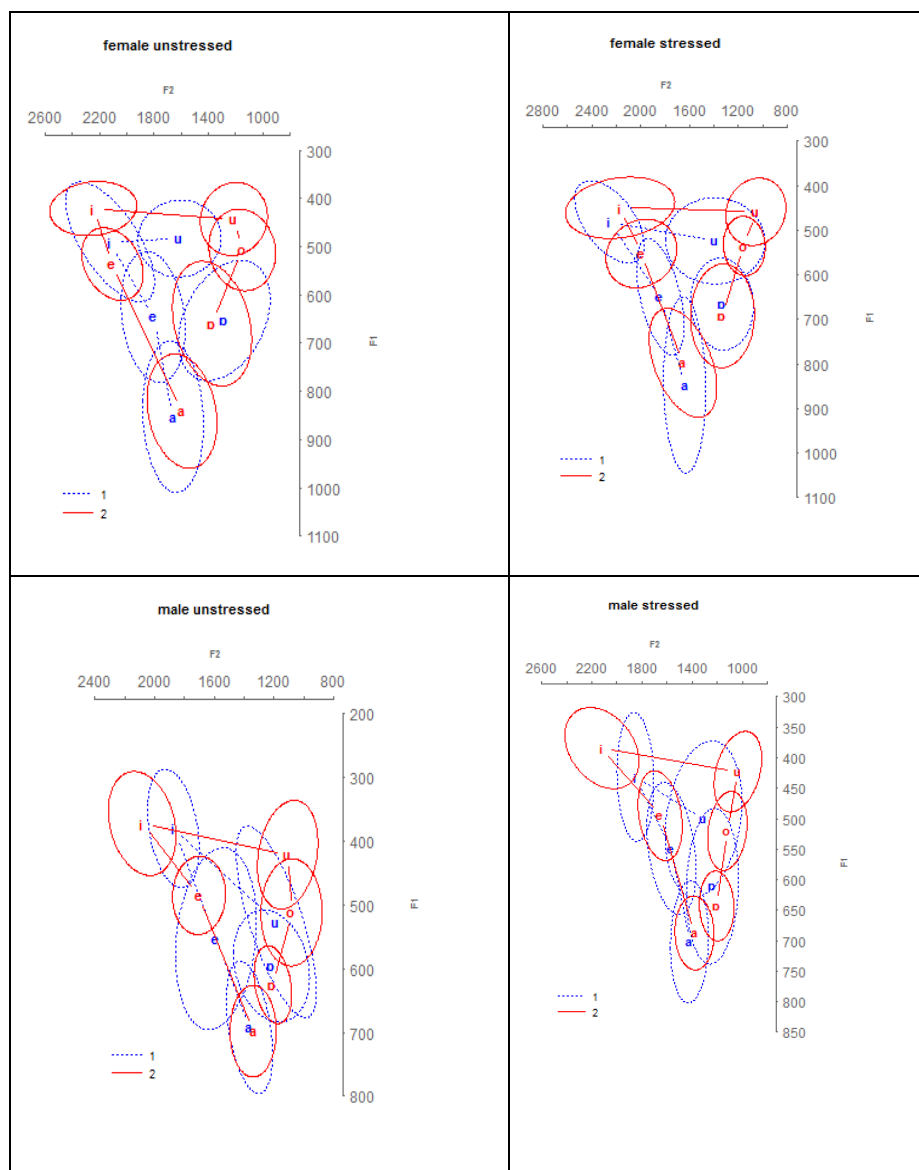 female unstressed
F2
2600 2200 1800 1400 1000
300
400
500
600
700
800
900
1000
1100
F1
i
u
o
e
ɒ
a
i
u
e
ɒ
a
1
2
female stressed
F2
2800 2400 2000 1600 1200 800
300
400
500
600
700
800
900
1000
1100
F1
i
u
o
e
ɒ
a
i
u
e
ɒ
a
1
2
male unstressed
F2
2400 2000 1600 1200 800
200
300
400
500
600
700
800
F1
i
u
e
o
ɒ
a
i
u
e
ɒ
a
1
2
male stressed
F2
2600 2200 1800 1400 1000
300
350
400
450
500
550
600
650
700
750
800
850
F1
i
u
e
o
ɒ
a
i
u
e
ɒ
a
1
2